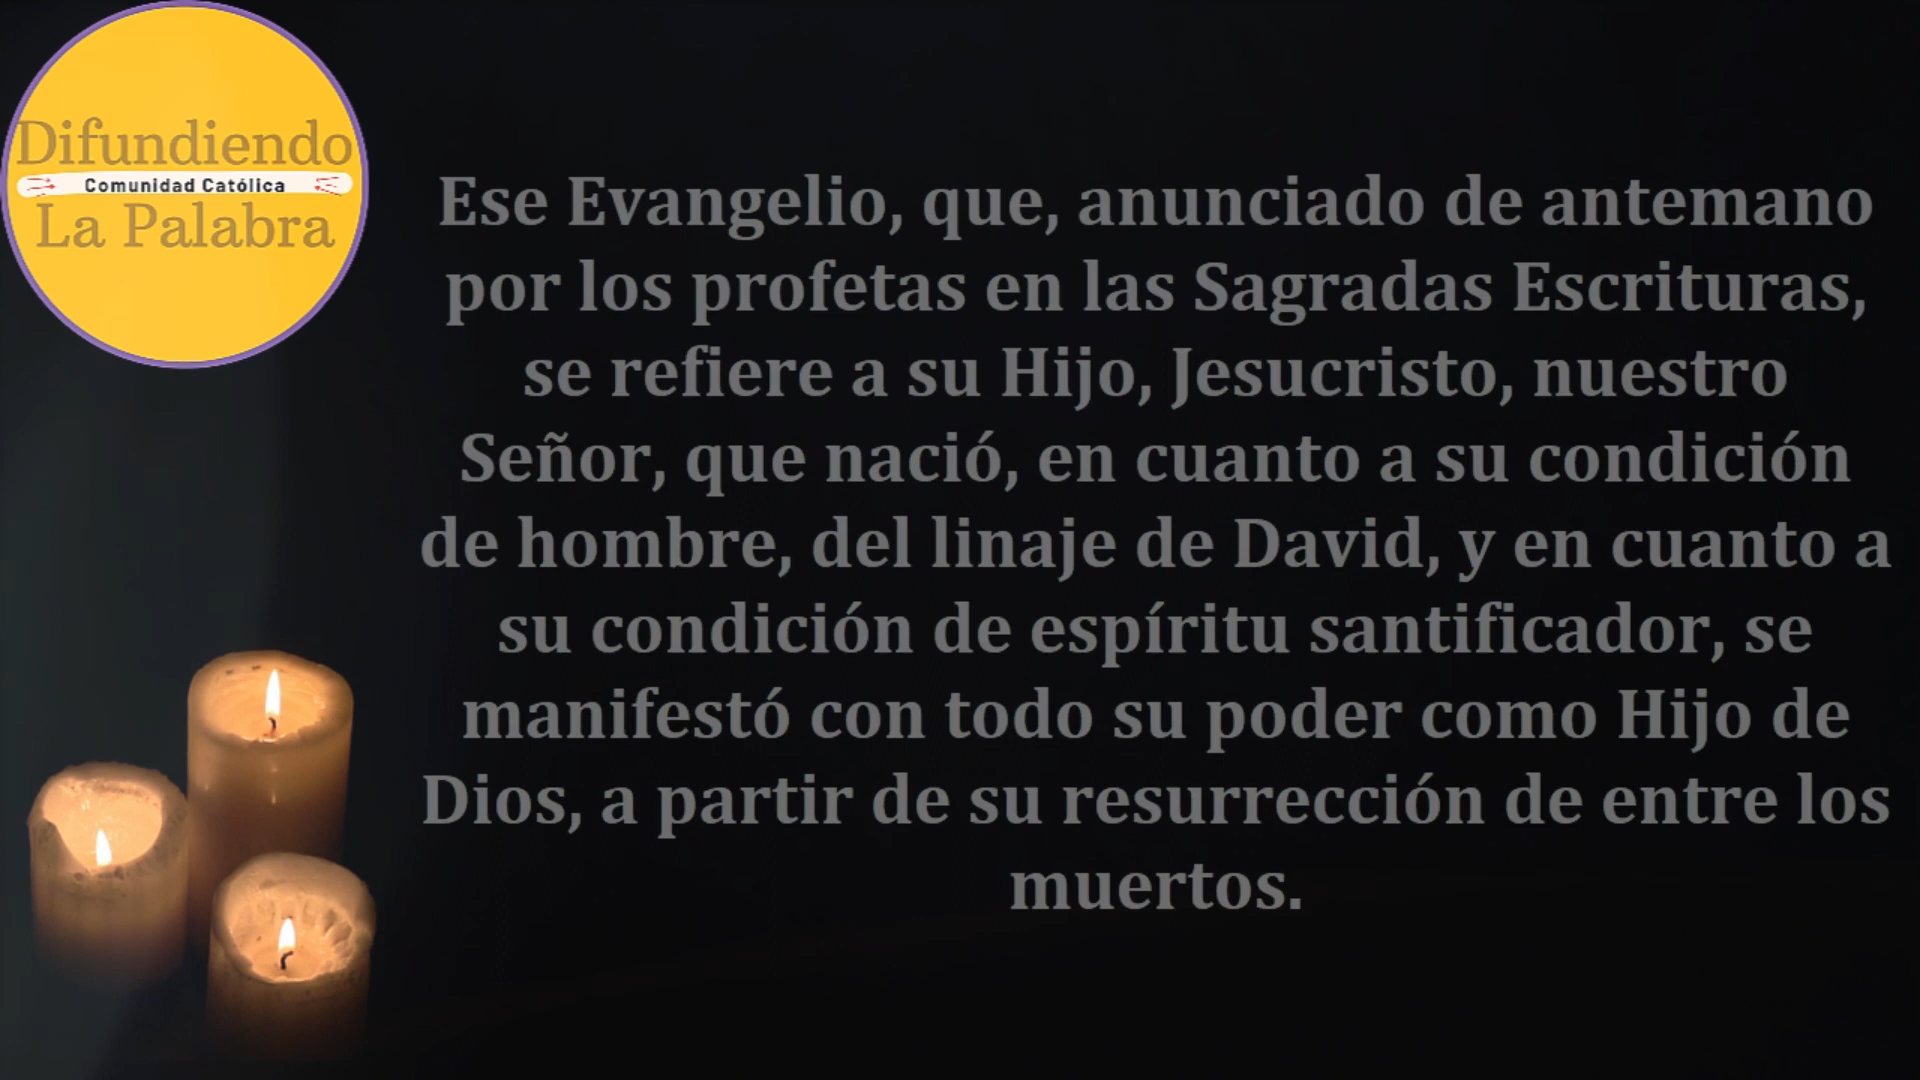 Difundiendo
Comunidad Católica
La Palabra
Ese Evangelio, que, anunciado de antemano
por los profetas en las Sagradas Escrituras,
se refiere a su Hijo, Jesucristo, nuestro
Señor, que nació, en cuanto a su condición
de hombre, del linaje de David, y en cuanto a
su condición de espíritu santificador, se
manifestó con todo su poder como Hijo de
Dios, a partir de su resurrección de entre los
muertos.